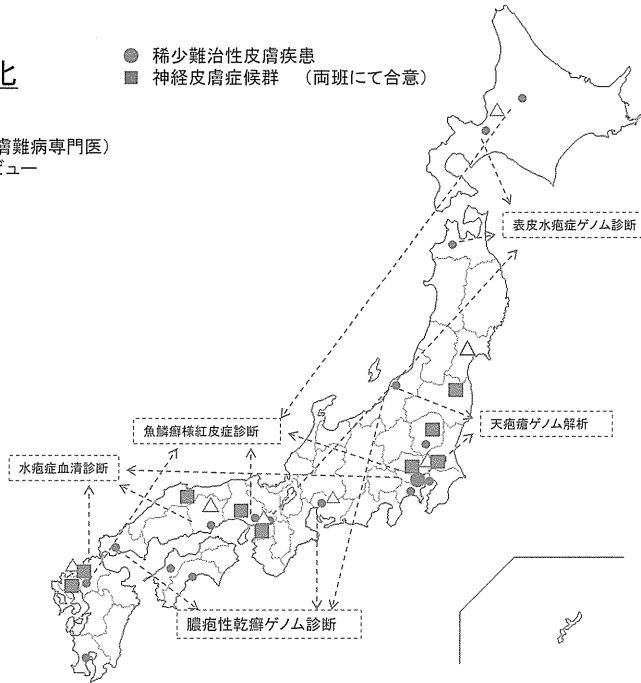 ● 稀少難治性皮膚疾患
■ 神経皮膚症候群　（両班にて合意）
膚難病専門医）
ビュー
表皮水疱症ゲノム診断
天疱瘡ゲノム解析
魚鱗癬様紅皮症診断
水疱症血清診断
膿疱性乾癬ゲノム診断